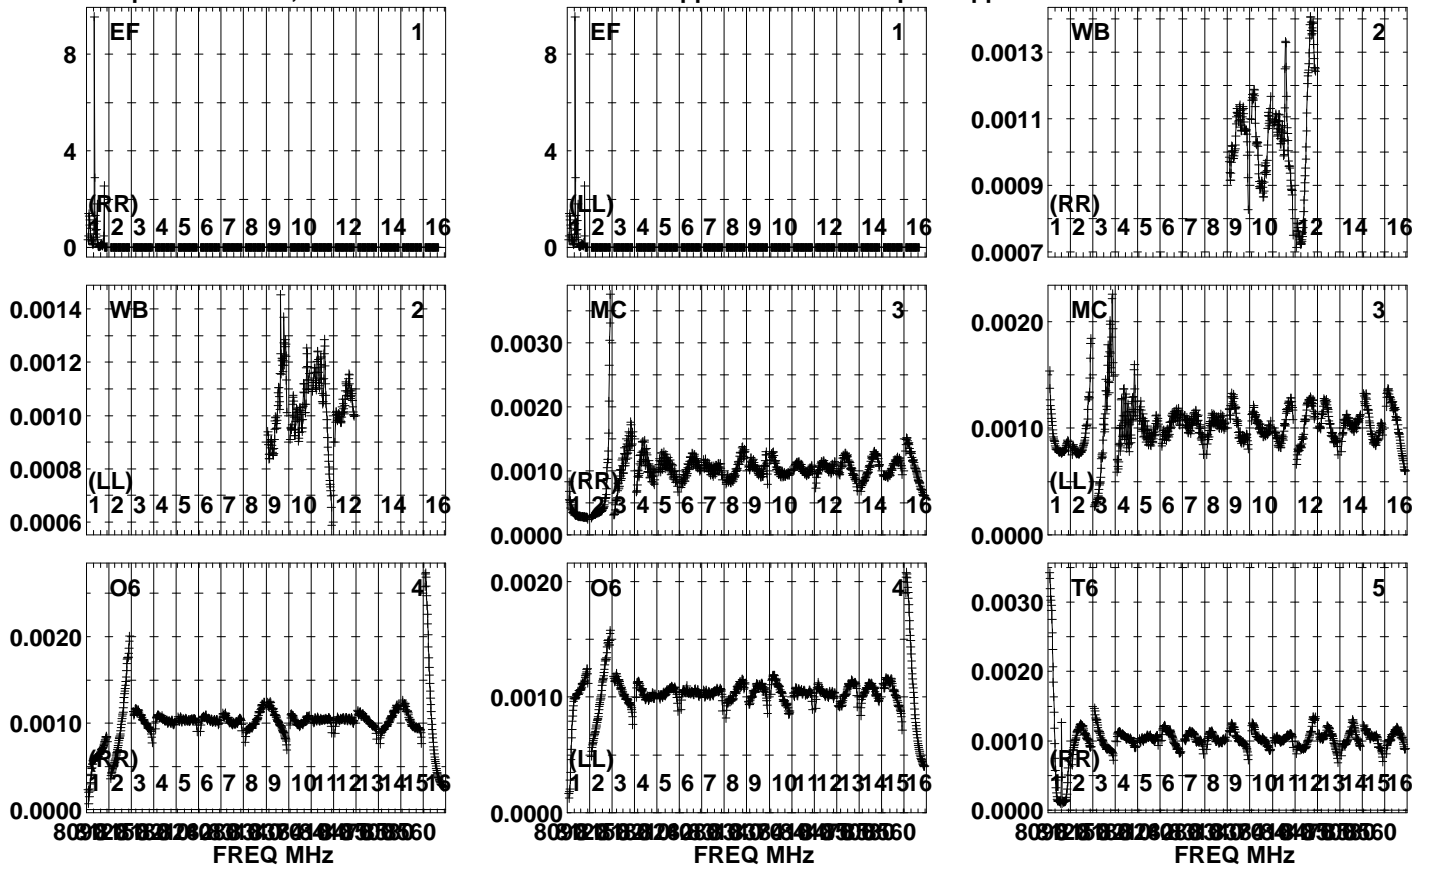 EF 1
8
4
0
(RR)
1 2 3 4 5 6 7 8 9 10 12 14 16
EF 1
8
4
0
(LL)
2 3 4 5 6 7 8 9 10 12 14 16
WB 2
0.0013
0.0011
0.0009
0.0007
(RR)
1 2 3 4 5 6 7 8 9 10 12 14 16
WB 2
0.0014
0.0012
0.0010
0.0008
0.0006
(LL)
1 2 3 4 5 6 7 8 9 10 12 14 16
MC 3
0.0030
0.0020
0.0010
0.0000
(RR)
1 2 3 4 5 6 7 8 9 10 12 14 16
MC 3
0.0020
0.0010
0.0000
(LL)
1 2 3 4 5 6 7 8 9 10 12 14 16
O6 4
0.0020
0.0010
0.0000
(RR)
1 2 3 4 5 6 7 8 9 10 11 12 13 14 15 16
FREQ MHz
O6 4
0.0020
0.0010
0.0000
(LL)
1 2 3 4 5 6 7 8 9 10 11 12 13 14 15 16
FREQ MHz
T6 5
0.0030
0.0020
0.0010
0.0000
(RR)
1 2 3 4 5 6 7 8 9 10 11 12 13 14 15 16
FREQ MHz